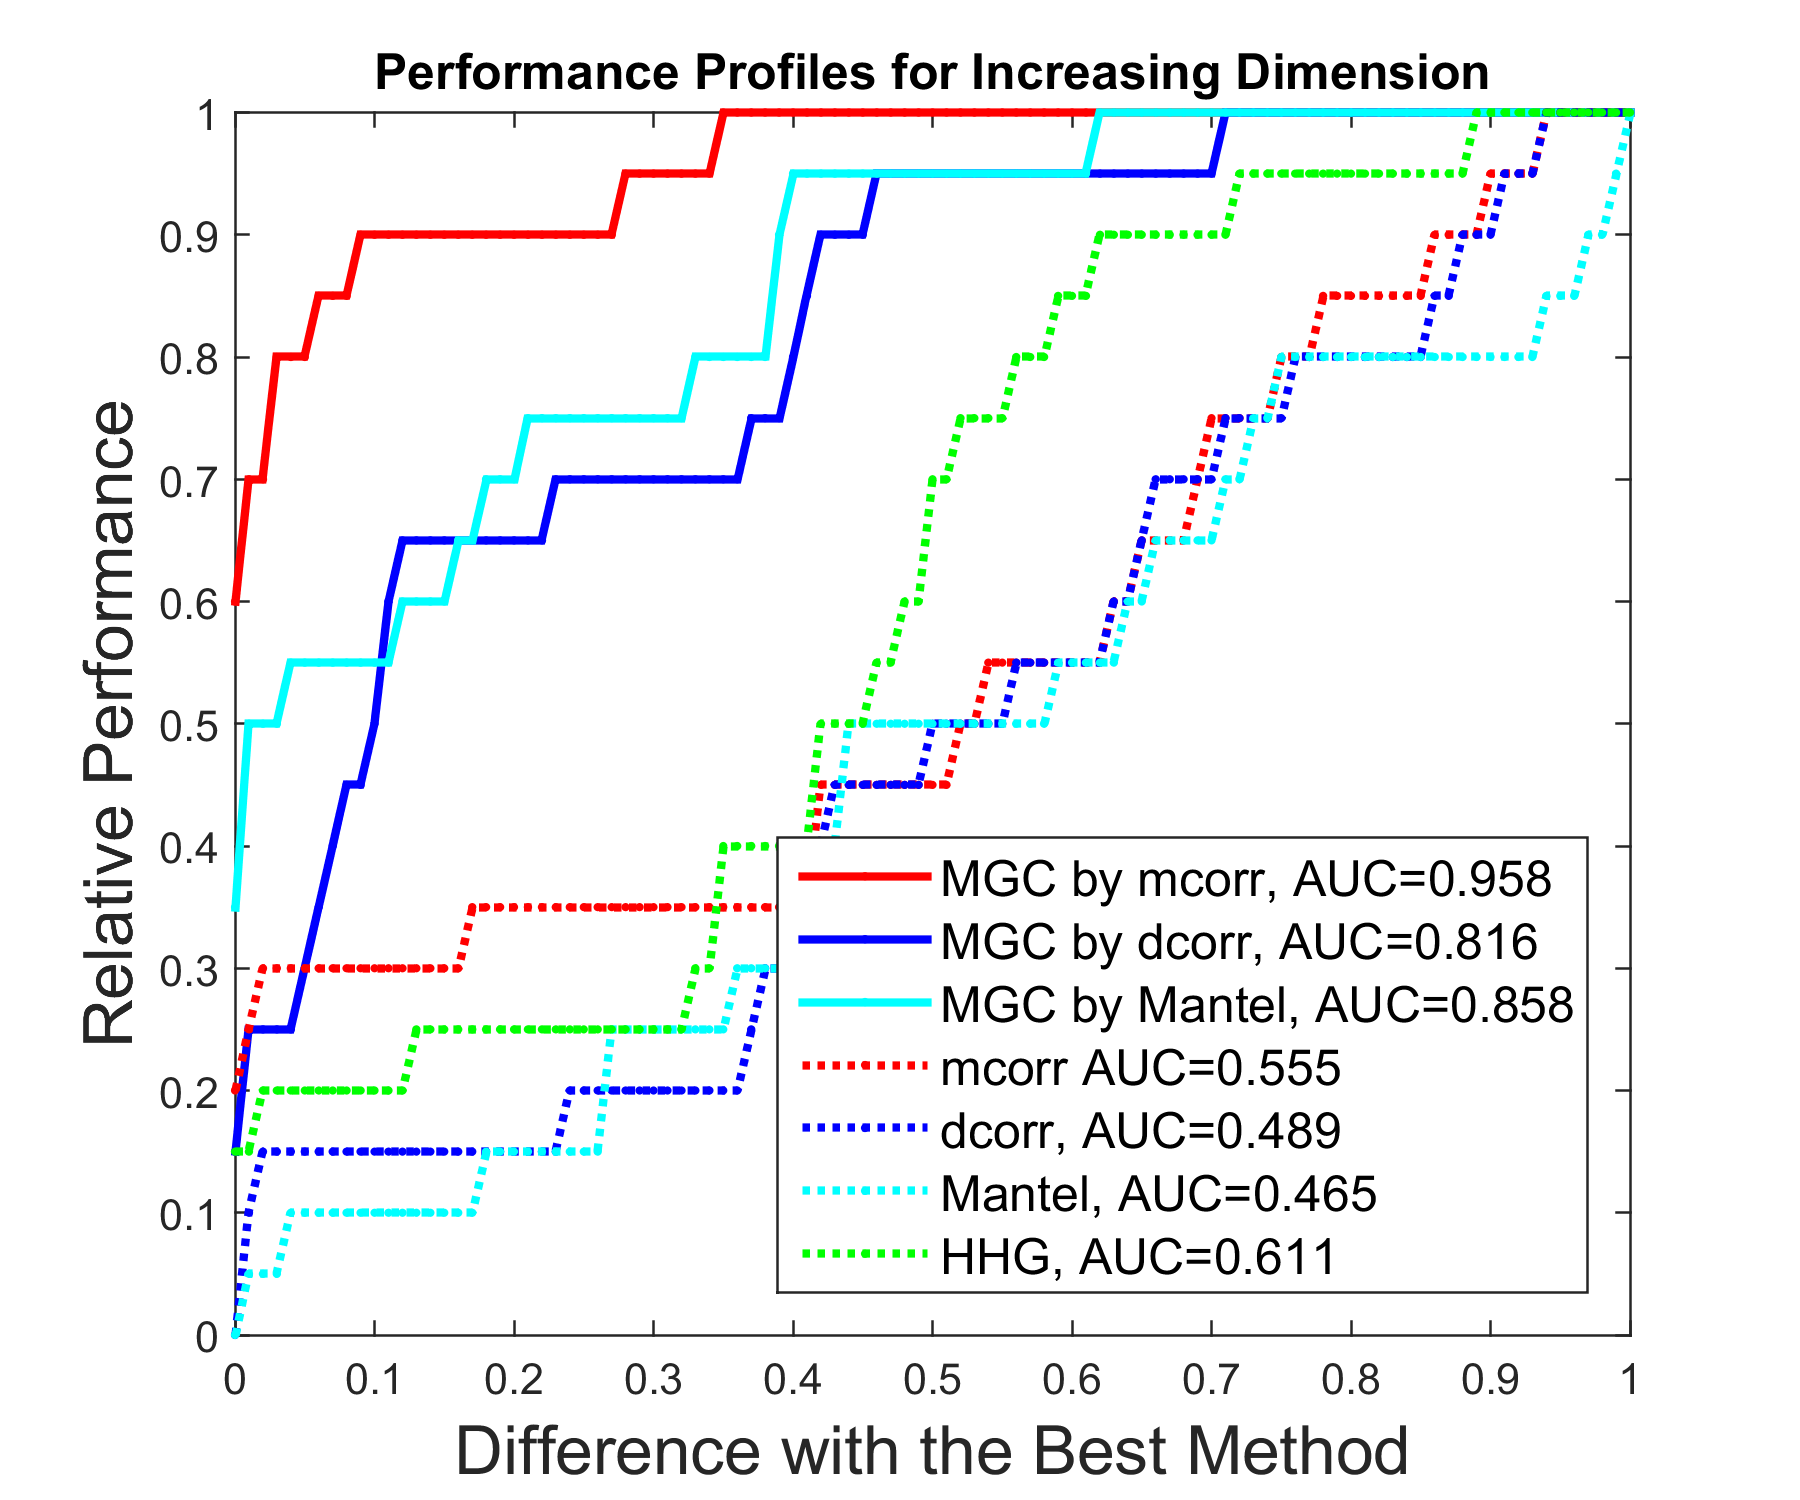 Performance Profiles for Increasing Dimension
1
0.9
0.8
0.7
0.6
0.5
0.4
0.3
0.2
0.1
0
Relative Performance
MGC by mcorr, AUC=0.958
MGC by dcorr, AUC=0.816
MGC by Mantel, AUC=0.858
mcorr AUC=0.555
dcorr, AUC=0.489
Mantel, AUC=0.465
HHG, AUC=0.611
0 0.1 0.2 0.3 0.4 0.5 0.6 0.7 0.8 0.9 1
Difference with the Best Method